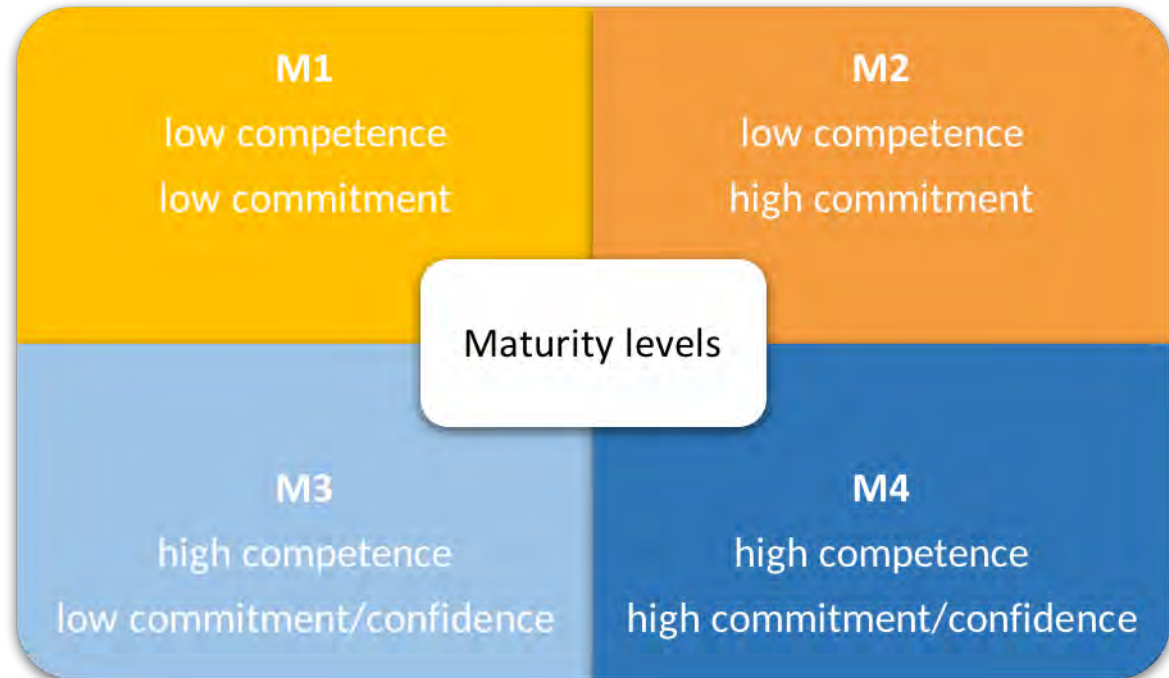 M1
low competence
low commitment
M2
low competence
high commitment
Maturity levels
M3
high competence
low commitment/confidence
M4
high competence
high commitment/confidence